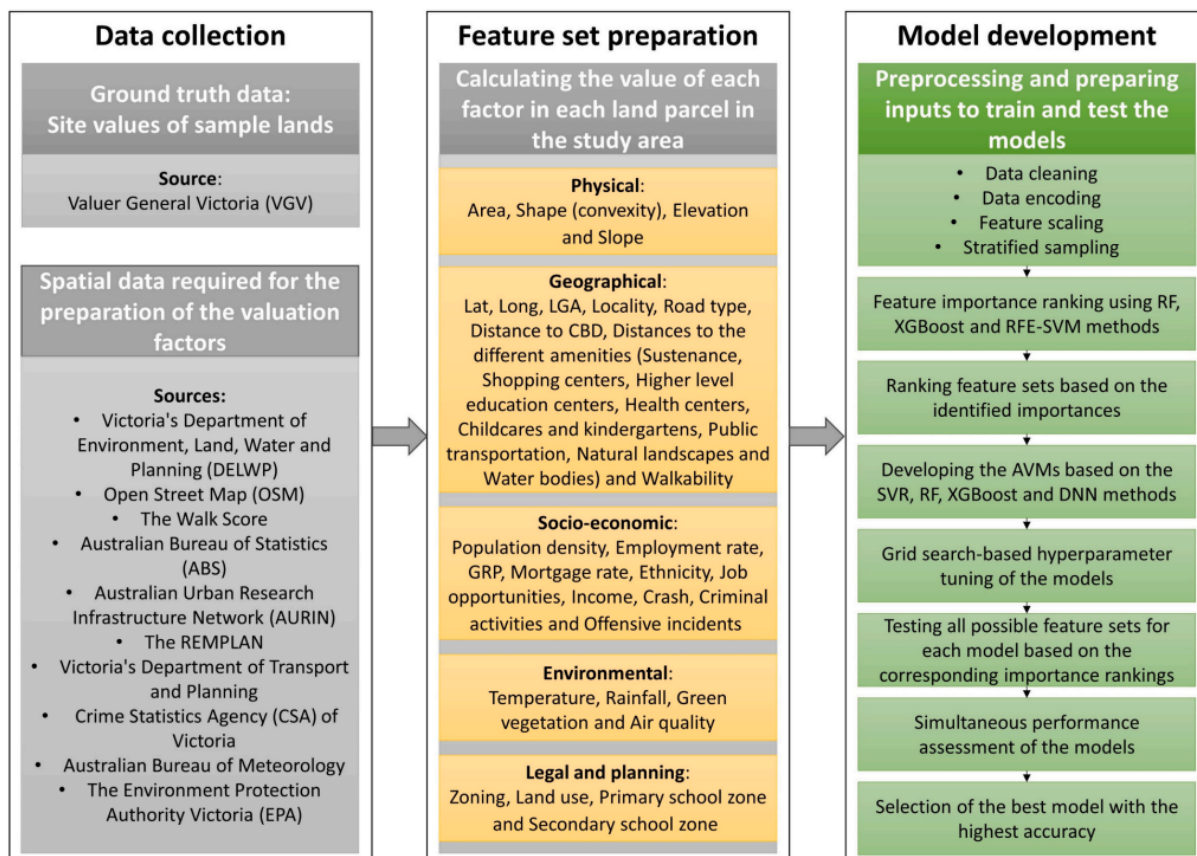 Data collection
Ground truth data:
Site values of sample lands
Source:
Valuer General Victoria (VGV)
Spatial data required for the
preparation of the valuation
factors
Sources:
• Victoria's Department of
Environment, Land, Water and
Planning (DELWP)
• Open Street Map (OSM)
• The Walk Score
• Australian Bureau of Statistics
(ABS)
• Australian Urban Research
Infrastructure Network (AURIN)
• The REMPLAN
• Victoria's Department of Transport
and Planning
• Crime Statistics Agency (CSA) of
Victoria
• Australian Bureau of Meteorology
• The Environment Protection
Authority Victoria (EPA)
Feature set preparation
Calculating the value of each
factor in each land parcel in
the study area
Physical:
Area, Shape (convexity), Elevation
and Slope
Geographical:
Lat, Long, LGA, Locality, Road type,
Distance to CBD, Distances to the
different amenities (Sustenance,
Shopping centers, Higher level
education centers, Health centers,
Childcares and kindergartens, Public
transportation, Natural landscapes and
Water bodies) and Walkability
Socio-economic:
Population density, Employment rate,
GRP, Mortgage rate, Ethnicity, Job
opportunities, Income, Crash, Criminal
activities and Offensive incidents
Environmental:
Temperature, Rainfall, Green
vegetation and Air quality
Legal and planning:
Zoning, Land use, Primary school zone
and Secondary school zone
Model development
Preprocessing and preparing
inputs to train and test the
models
• Data cleaning
• Data encoding
• Feature scaling
• Stratified sampling
Feature importance ranking using RF,
XGBoost and RFE-SVM methods
Ranking feature sets based on the
identified importances
Developing the AVMs based on the
SVR, RF, XGBoost and DNN methods
Grid search-based hyperparameter
tuning of the models
Testing all possible feature sets for
each model based on the
corresponding importance rankings
Simultaneous performance
assessment of the models
Selection of the best model with the
highest accuracy